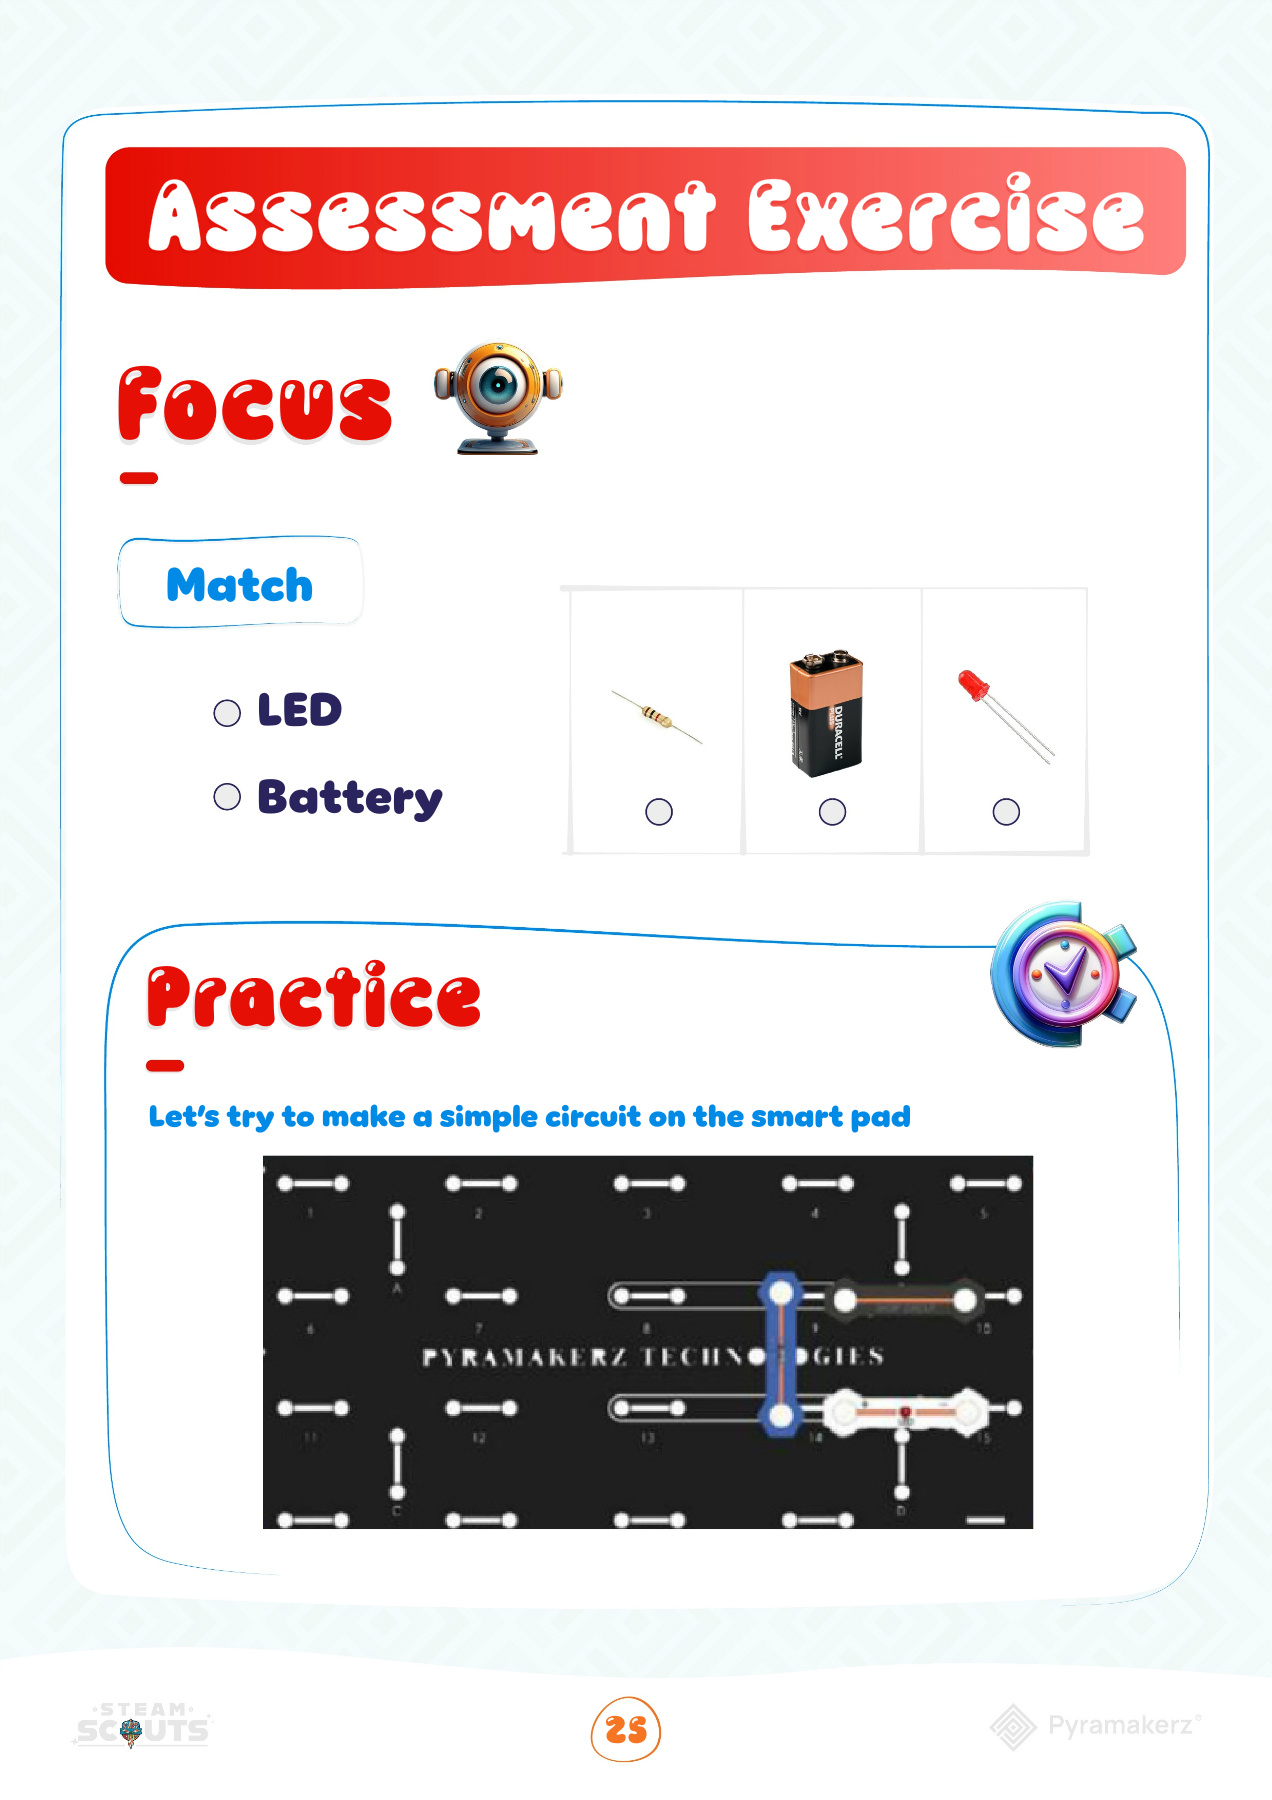 Assessment Exercise
Focus
Match
LED
Battery
DURACELL
Practice
Let's try to make a simple circuit on the smart pad
1 2 3 4 5
A
6 7 8 9 10
PYRAMAKERZ TECHN GIES
11 12 13 14 15
C D
STEAM
SCOUTS
25
Pyramakerz